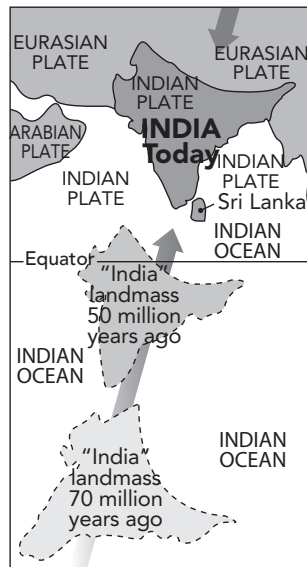 EURASIAN
PLATE
EURASIAN
PLATE
INDIAN
PLATE
INDIA
Today
ARABIAN
PLATE
INDIAN
PLATE
INDIAN
PLATE
Sri Lanka
INDIAN
OCEAN
Equator
"India"
landmass
50 million
years ago
INDIAN
OCEAN
INDIAN
OCEAN
"India"
landmass
70 million
years ago